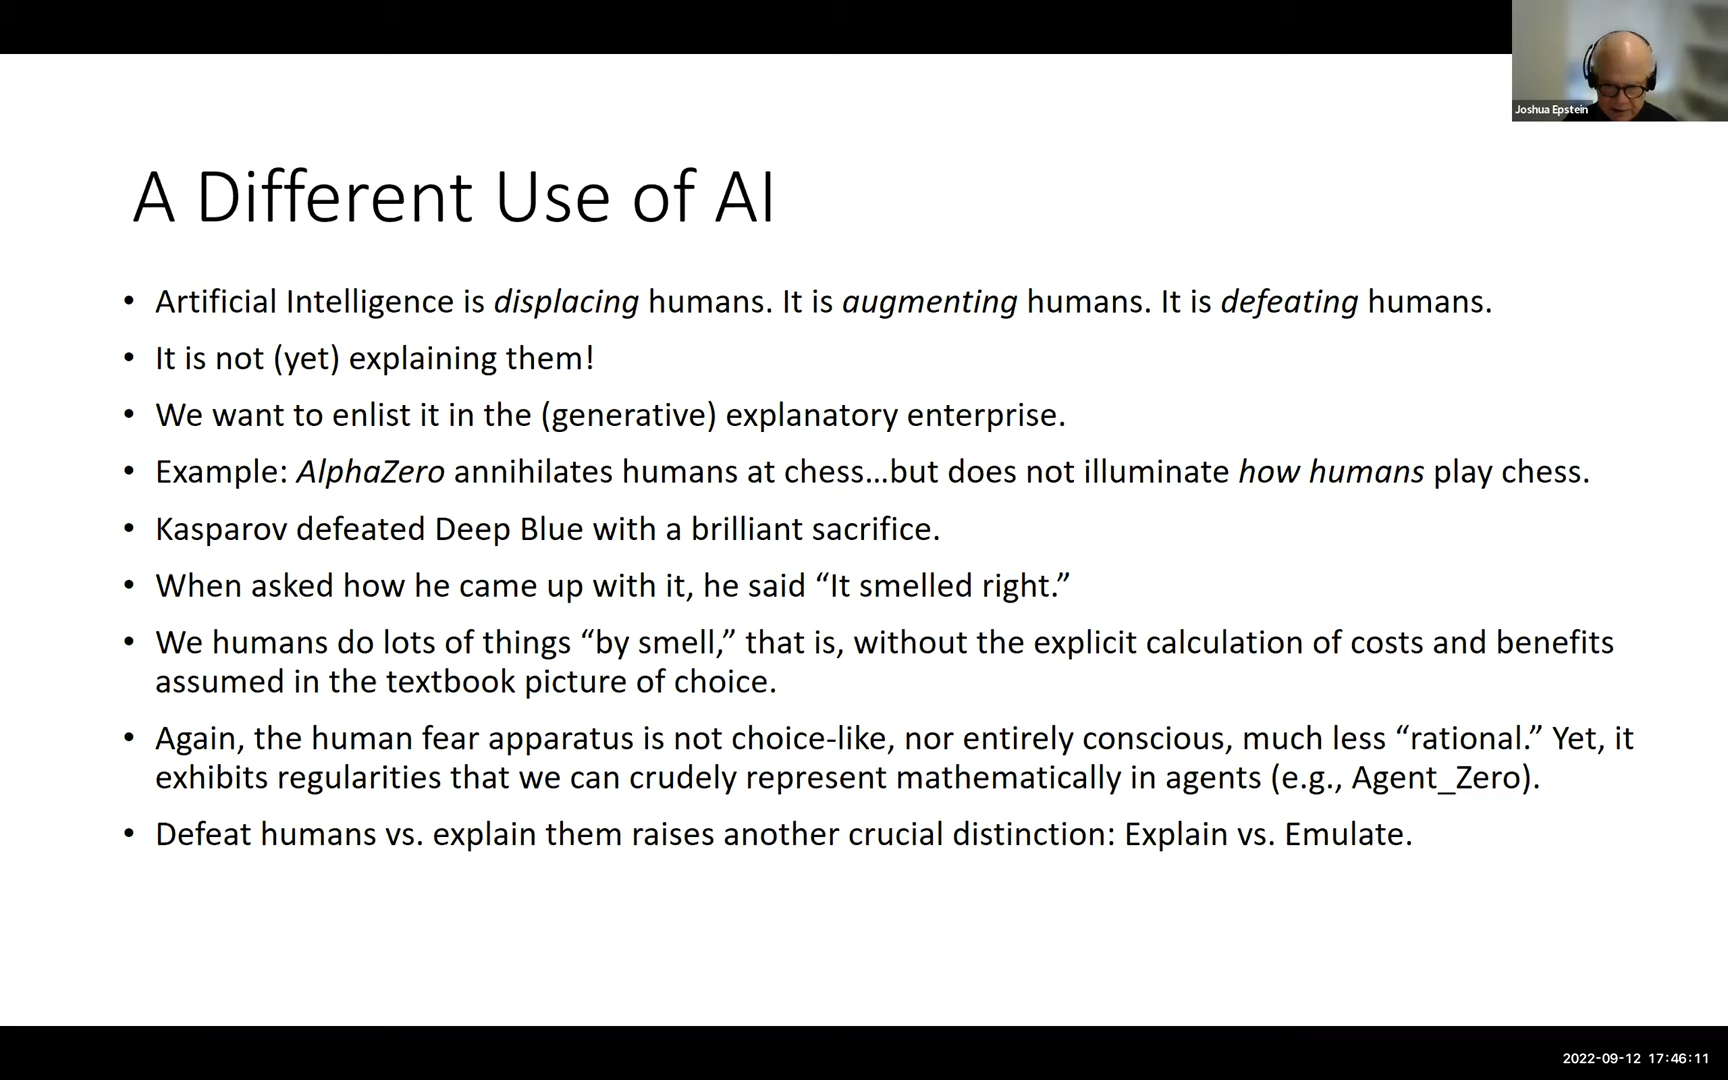 Joshua Epstein
A Different Use of AI
• Artificial Intelligence is displacing humans. It is augmenting humans. It is defeating humans.
• It is not (yet) explaining them!
• We want to enlist it in the (generative) explanatory enterprise.
• Example: AlphaZero annihilates humans at chess…but does not illuminate how humans play chess.
• Kasparov defeated Deep Blue with a brilliant sacrifice.
• When asked how he came up with it, he said “It smelled right.”
• We humans do lots of things “by smell,” that is, without the explicit calculation of costs and benefits
assumed in the textbook picture of choice.
• Again, the human fear apparatus is not choice-like, nor entirely conscious, much less “rational.” Yet, it
exhibits regularities that we can crudely represent mathematically in agents (e.g., Agent_Zero).
• Defeat humans vs. explain them raises another crucial distinction: Explain vs. Emulate.
2022-09-12 17:46:11